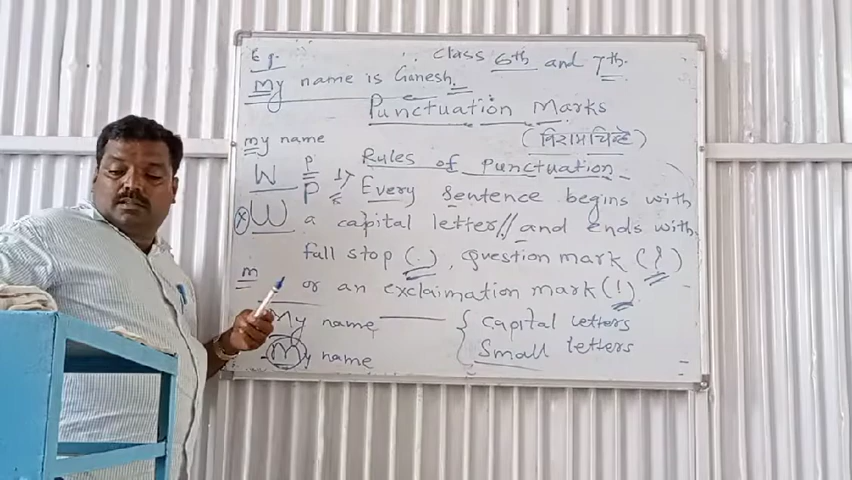 Eg.
class 6th and 7th.
My name is Ganesh
Punctuation Marks
(विरामचिन्हे)
my name
Rules of punctuation
W P
P 1) Every sentence begins with
(x) W a capital letter// and ends with
full stop (.), question mark (?)
m
or an exclaimation mark (!)
My name { capital letters
My name Small letters